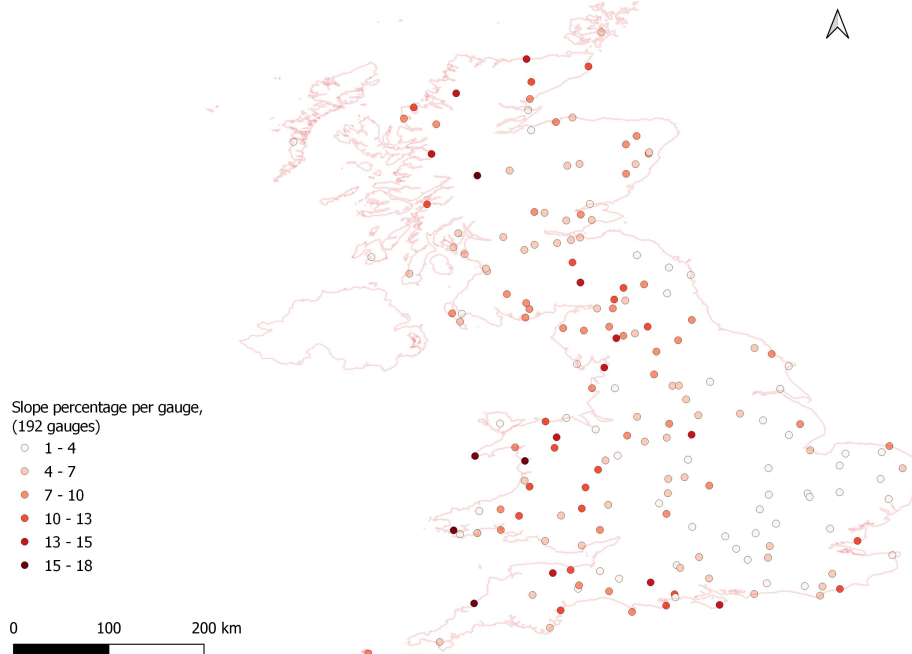 Slope percentage per gauge,
(192 gauges)
1 - 4
4 - 7
7 - 10
10 - 13
13 - 15
15 - 18
0 100 200 km